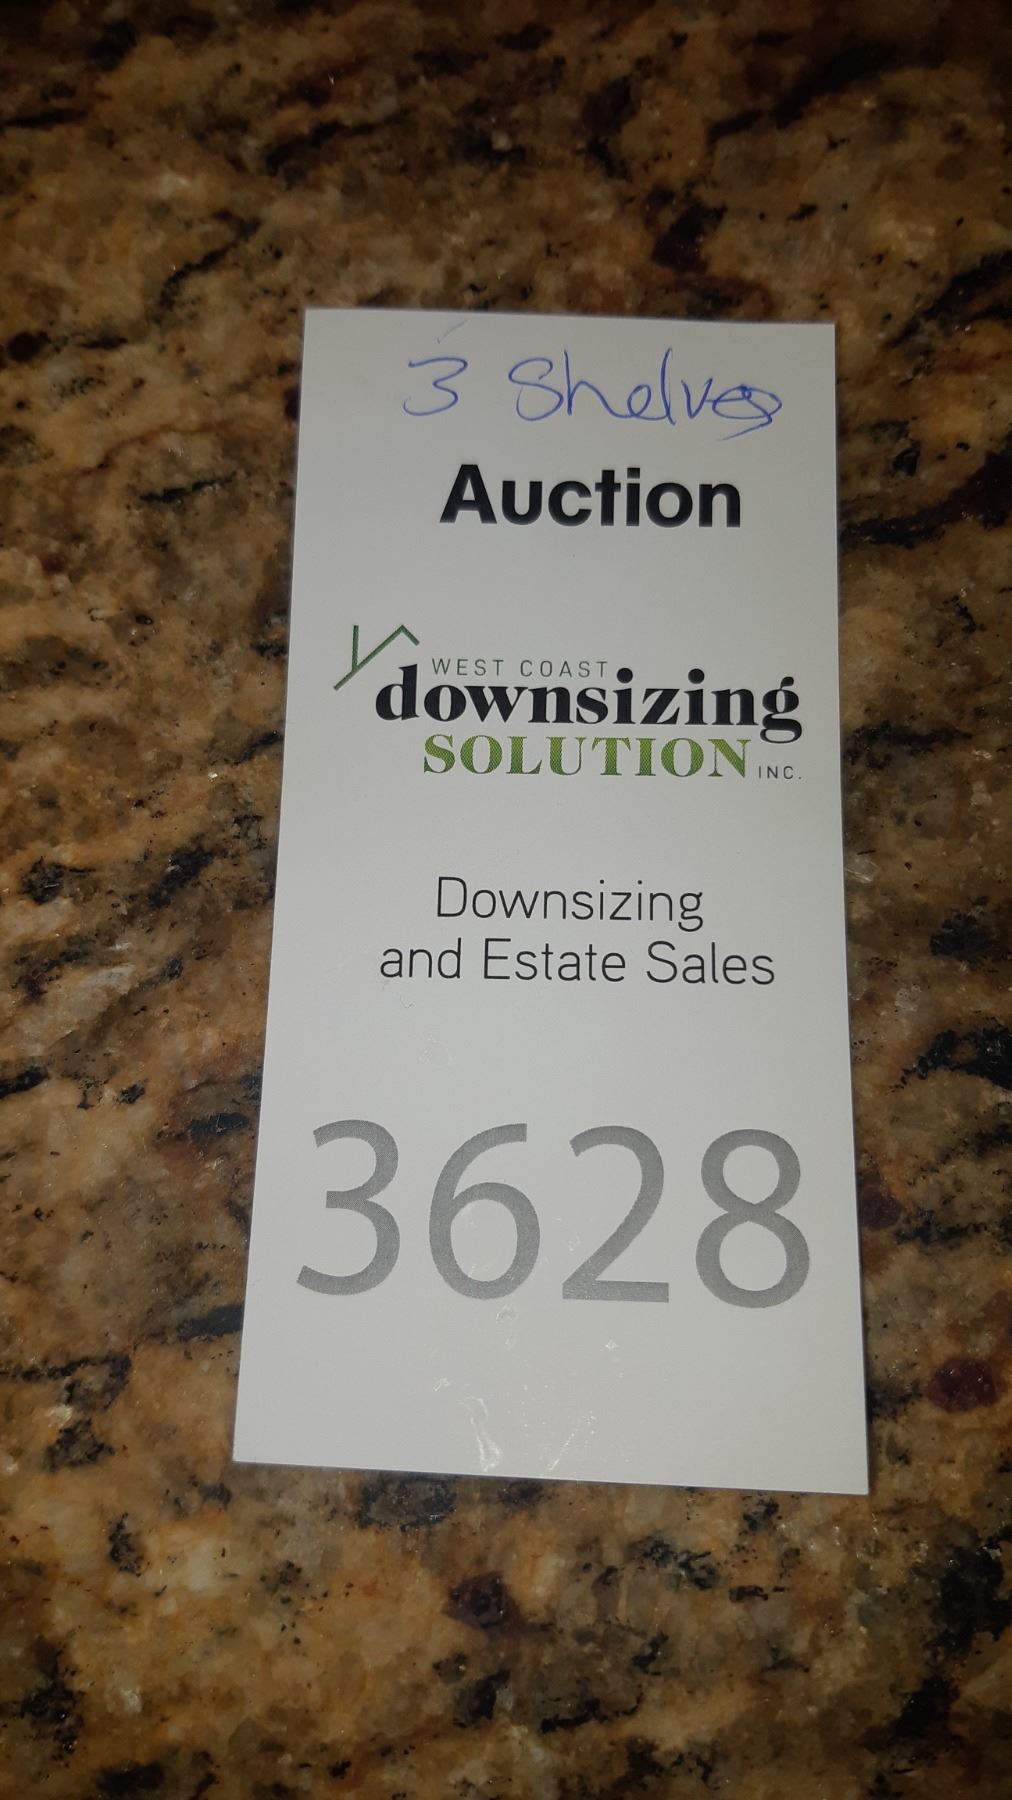 3 Shelves
Auction
WEST COAST
downsizing
SOLUTION INC.
Downsizing
and Estate Sales
3628